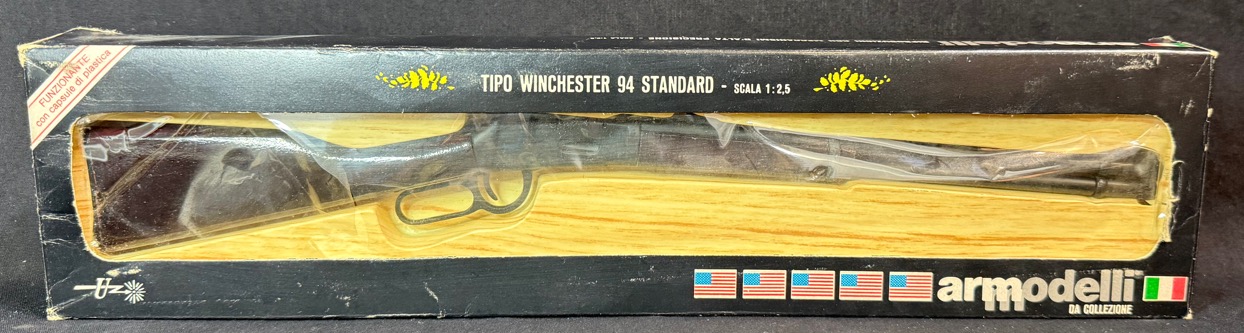 FUNZIONANTE
con capsule di plastica
TIPO WINCHESTER 94 STANDARD - SCALA 1:2,5
armodelli
DA COLLEZIONE